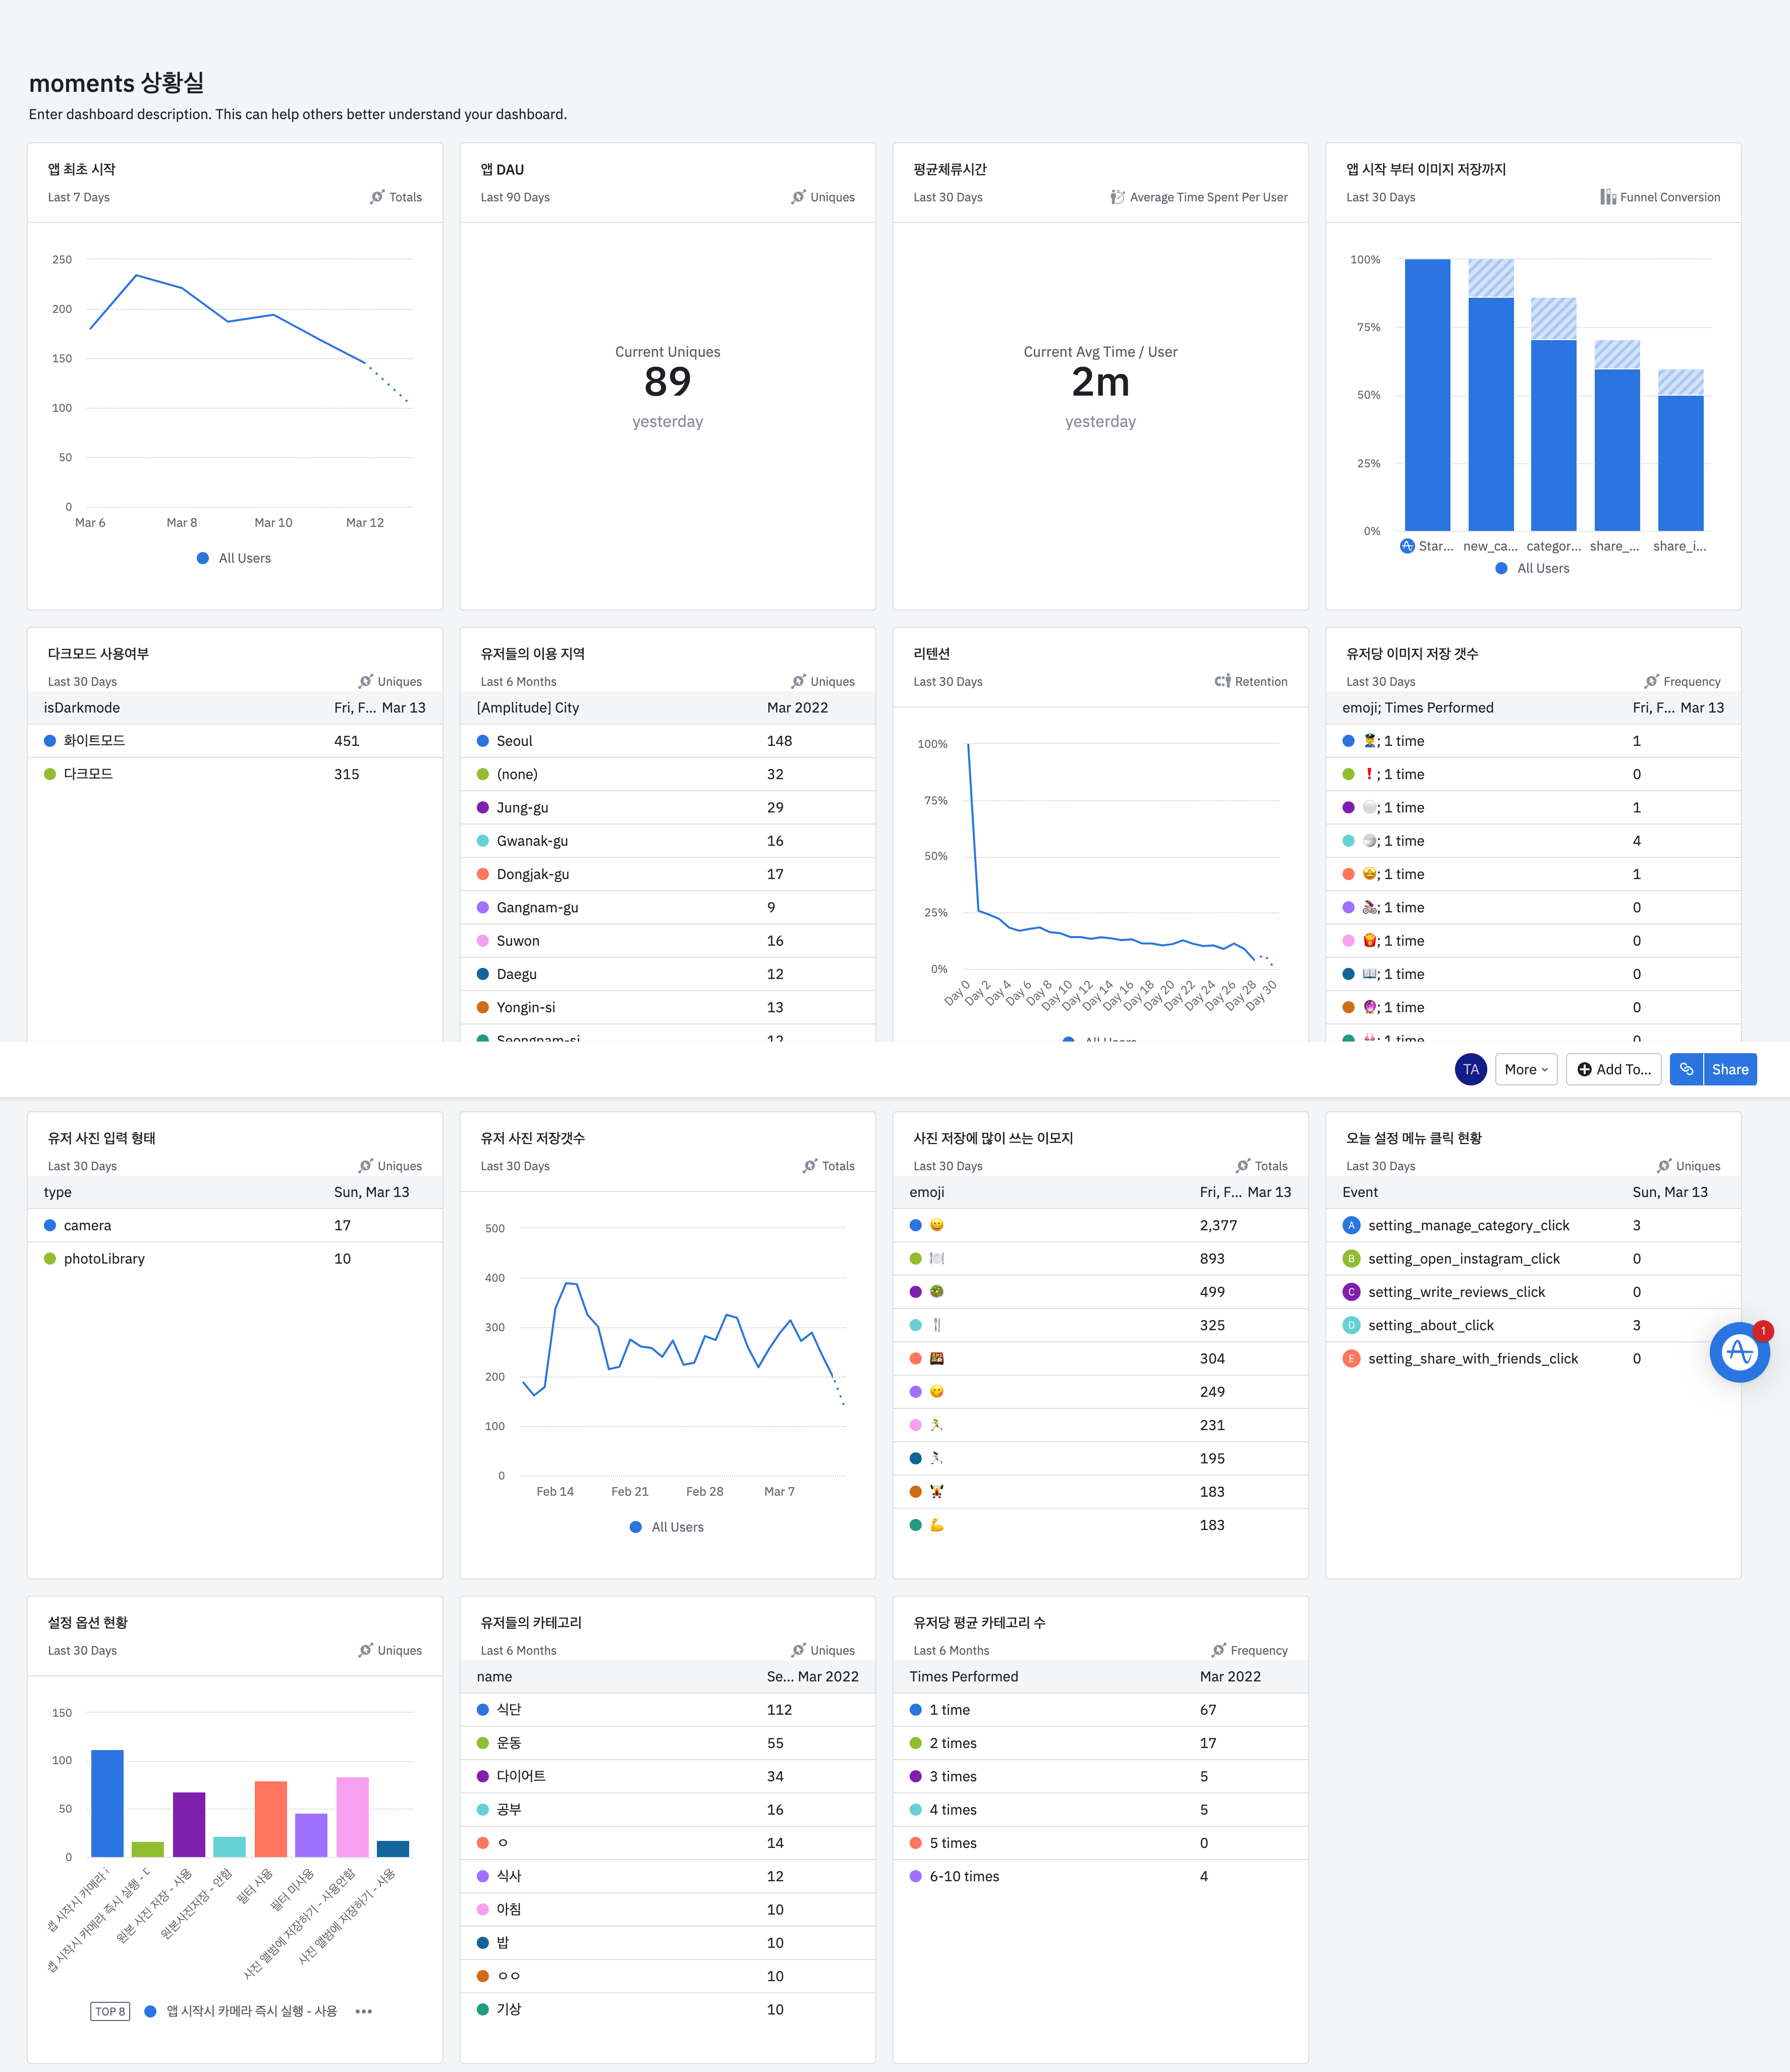 moments 상황실
Enter dashboard description. This can help others better understand your dashboard.
앱 최초 시작
Last 7 Days
Totals
250
200
150
100
50
0
Mar 6
Mar 8
Mar 10
Mar 12
All Users
앱 DAU
Last 90 Days
Uniques
Current Uniques
89
yesterday
평균체류시간
Last 30 Days
Average Time Spent Per User
Current Avg Time / User
2m
yesterday
앱 시작 부터 이미지 저장까지
Last 30 Days
Funnel Conversion
100%
75%
50%
25%
0%
Star...
new_ca...
categor...
share_...
share_i...
All Users
다크모드 사용여부
Last 30 Days
Uniques
isDarkmode
Fri, F... Mar 13
화이트모드 451
다크모드 315
유저들의 이용 지역
Last 6 Months
Uniques
[Amplitude] City
Mar 2022
Seoul 148
(none) 32
Jung-gu 29
Gwanak-gu 16
Dongjak-gu 17
Gangnam-gu 9
Suwon 16
Daegu 12
Yongin-si 13
Seongnam-si 12
리텐션
Last 30 Days
Retention
100%
75%
50%
25%
0%
Day 0
Day 2
Day 4
Day 6
Day 8
Day 10
Day 12
Day 14
Day 16
Day 18
Day 20
Day 22
Day 24
Day 26
Day 28
Day 30
All Users
유저당 이미지 저장 갯수
Last 30 Days
Frequency
emoji; Times Performed
Fri, F... Mar 13
; 1 time 1
❗; 1 time 0
; 1 time 1
; 1 time 4
🤩; 1 time 1
; 1 time 0
🍟; 1 time 0
📖; 1 time 0
🔮; 1 time 0
0
TA
More
Add To...
Share
유저 사진 입력 형태
Last 30 Days
Uniques
type
Sun, Mar 13
camera 17
photoLibrary 10
유저 사진 저장갯수
Last 30 Days
Totals
500
400
300
200
100
0
Feb 14
Feb 21
Feb 28
Mar 7
All Users
사진 저장에 많이 쓰는 이모지
Last 30 Days
Totals
emoji
Fri, F... Mar 13
😀 2,377
🍽 893
🥗 499
🍴 325
🍱 304
😋 249
231
195
183
💪 183
오늘 설정 메뉴 클릭 현황
Last 30 Days
Uniques
Event
Sun, Mar 13
A setting_manage_category_click 3
B setting_open_instagram_click 0
C setting_write_reviews_click 0
D setting_about_click 3
E setting_share_with_friends_click 0
1
설정 옵션 현황
Last 30 Days
Uniques
150
100
50
0
앱 시작시 카메라
앱 시작시 카메라 즉시 실행 -
원본 사진 저장 - 사용
원본사진저장 - 안함
필터 사용
필터 미사용
사진 앨범에 저장하기 - 사용안함
사진 앨범에 저장하기 - 사용
TOP 8
앱 시작시 카메라 즉시 실행 - 사용
유저들의 카테고리
Last 6 Months
Uniques
name
Se... Mar 2022
식단 112
운동 55
다이어트 34
공부 16
ㅇ 14
식사 12
아침 10
밥 10
ㅇㅇ 10
기상 10
유저당 평균 카테고리 수
Last 6 Months
Frequency
Times Performed
Mar 2022
1 time 67
2 times 17
3 times 5
4 times 5
5 times 0
6-10 times 4